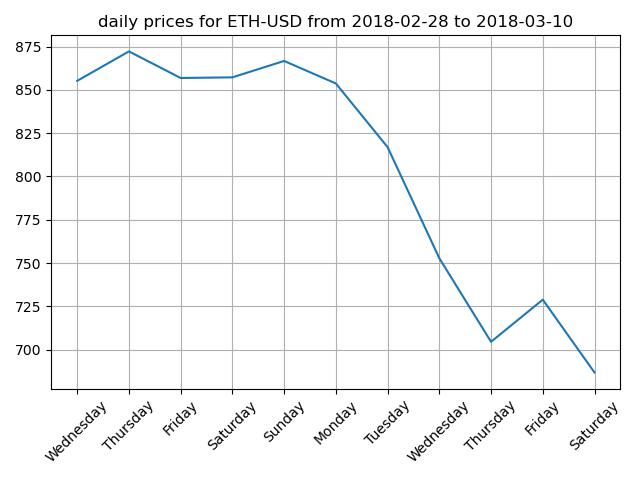 daily prices for ETH-USD from 2018-02-28 to 2018-03-10
875
850
825
800
775
750
725
700
Wednesday
Thursday
Friday
Saturday
Sunday
Monday
Tuesday
Wednesday
Thursday
Friday
Saturday